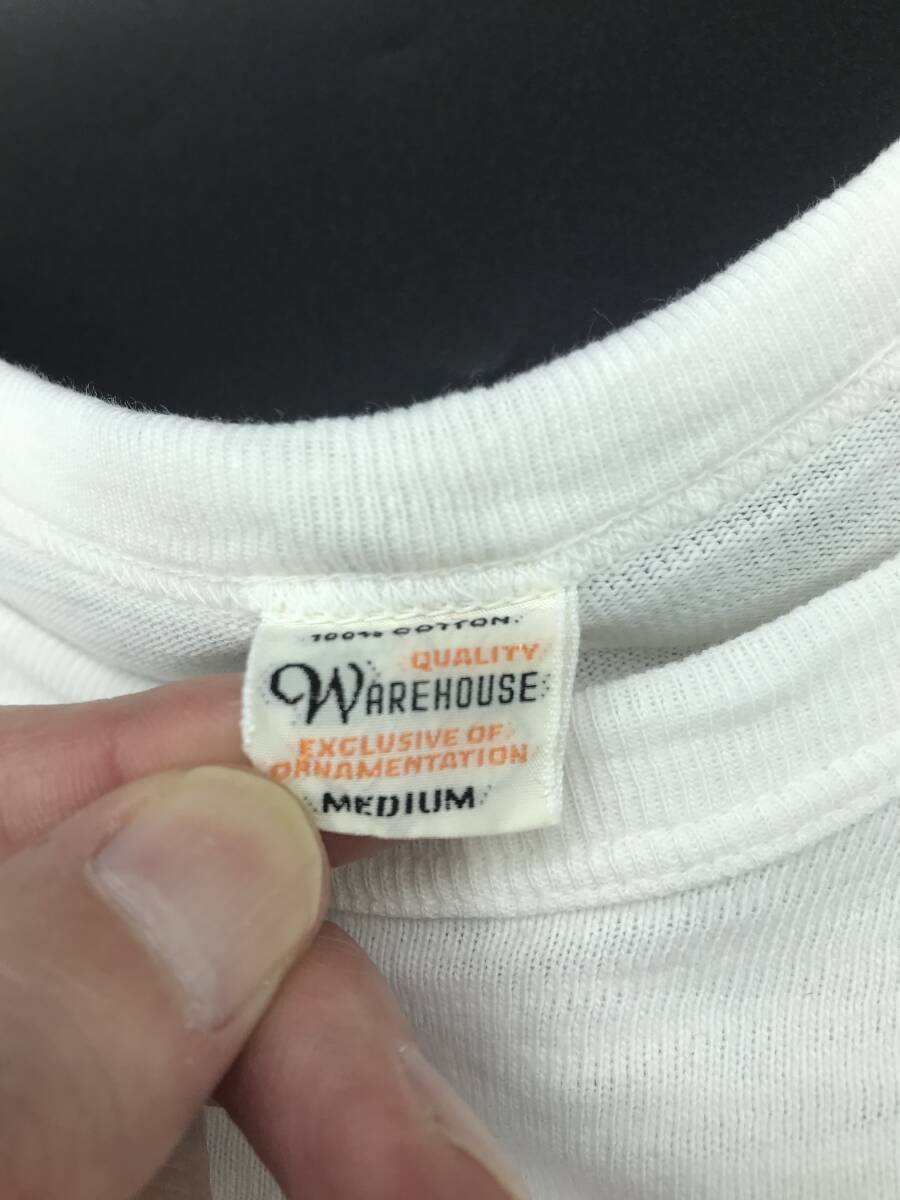 100% COTTON.
QUALITY
WAREHOUSE
EXCLUSIVE OF
ORNAMENTATION
MEDIUM